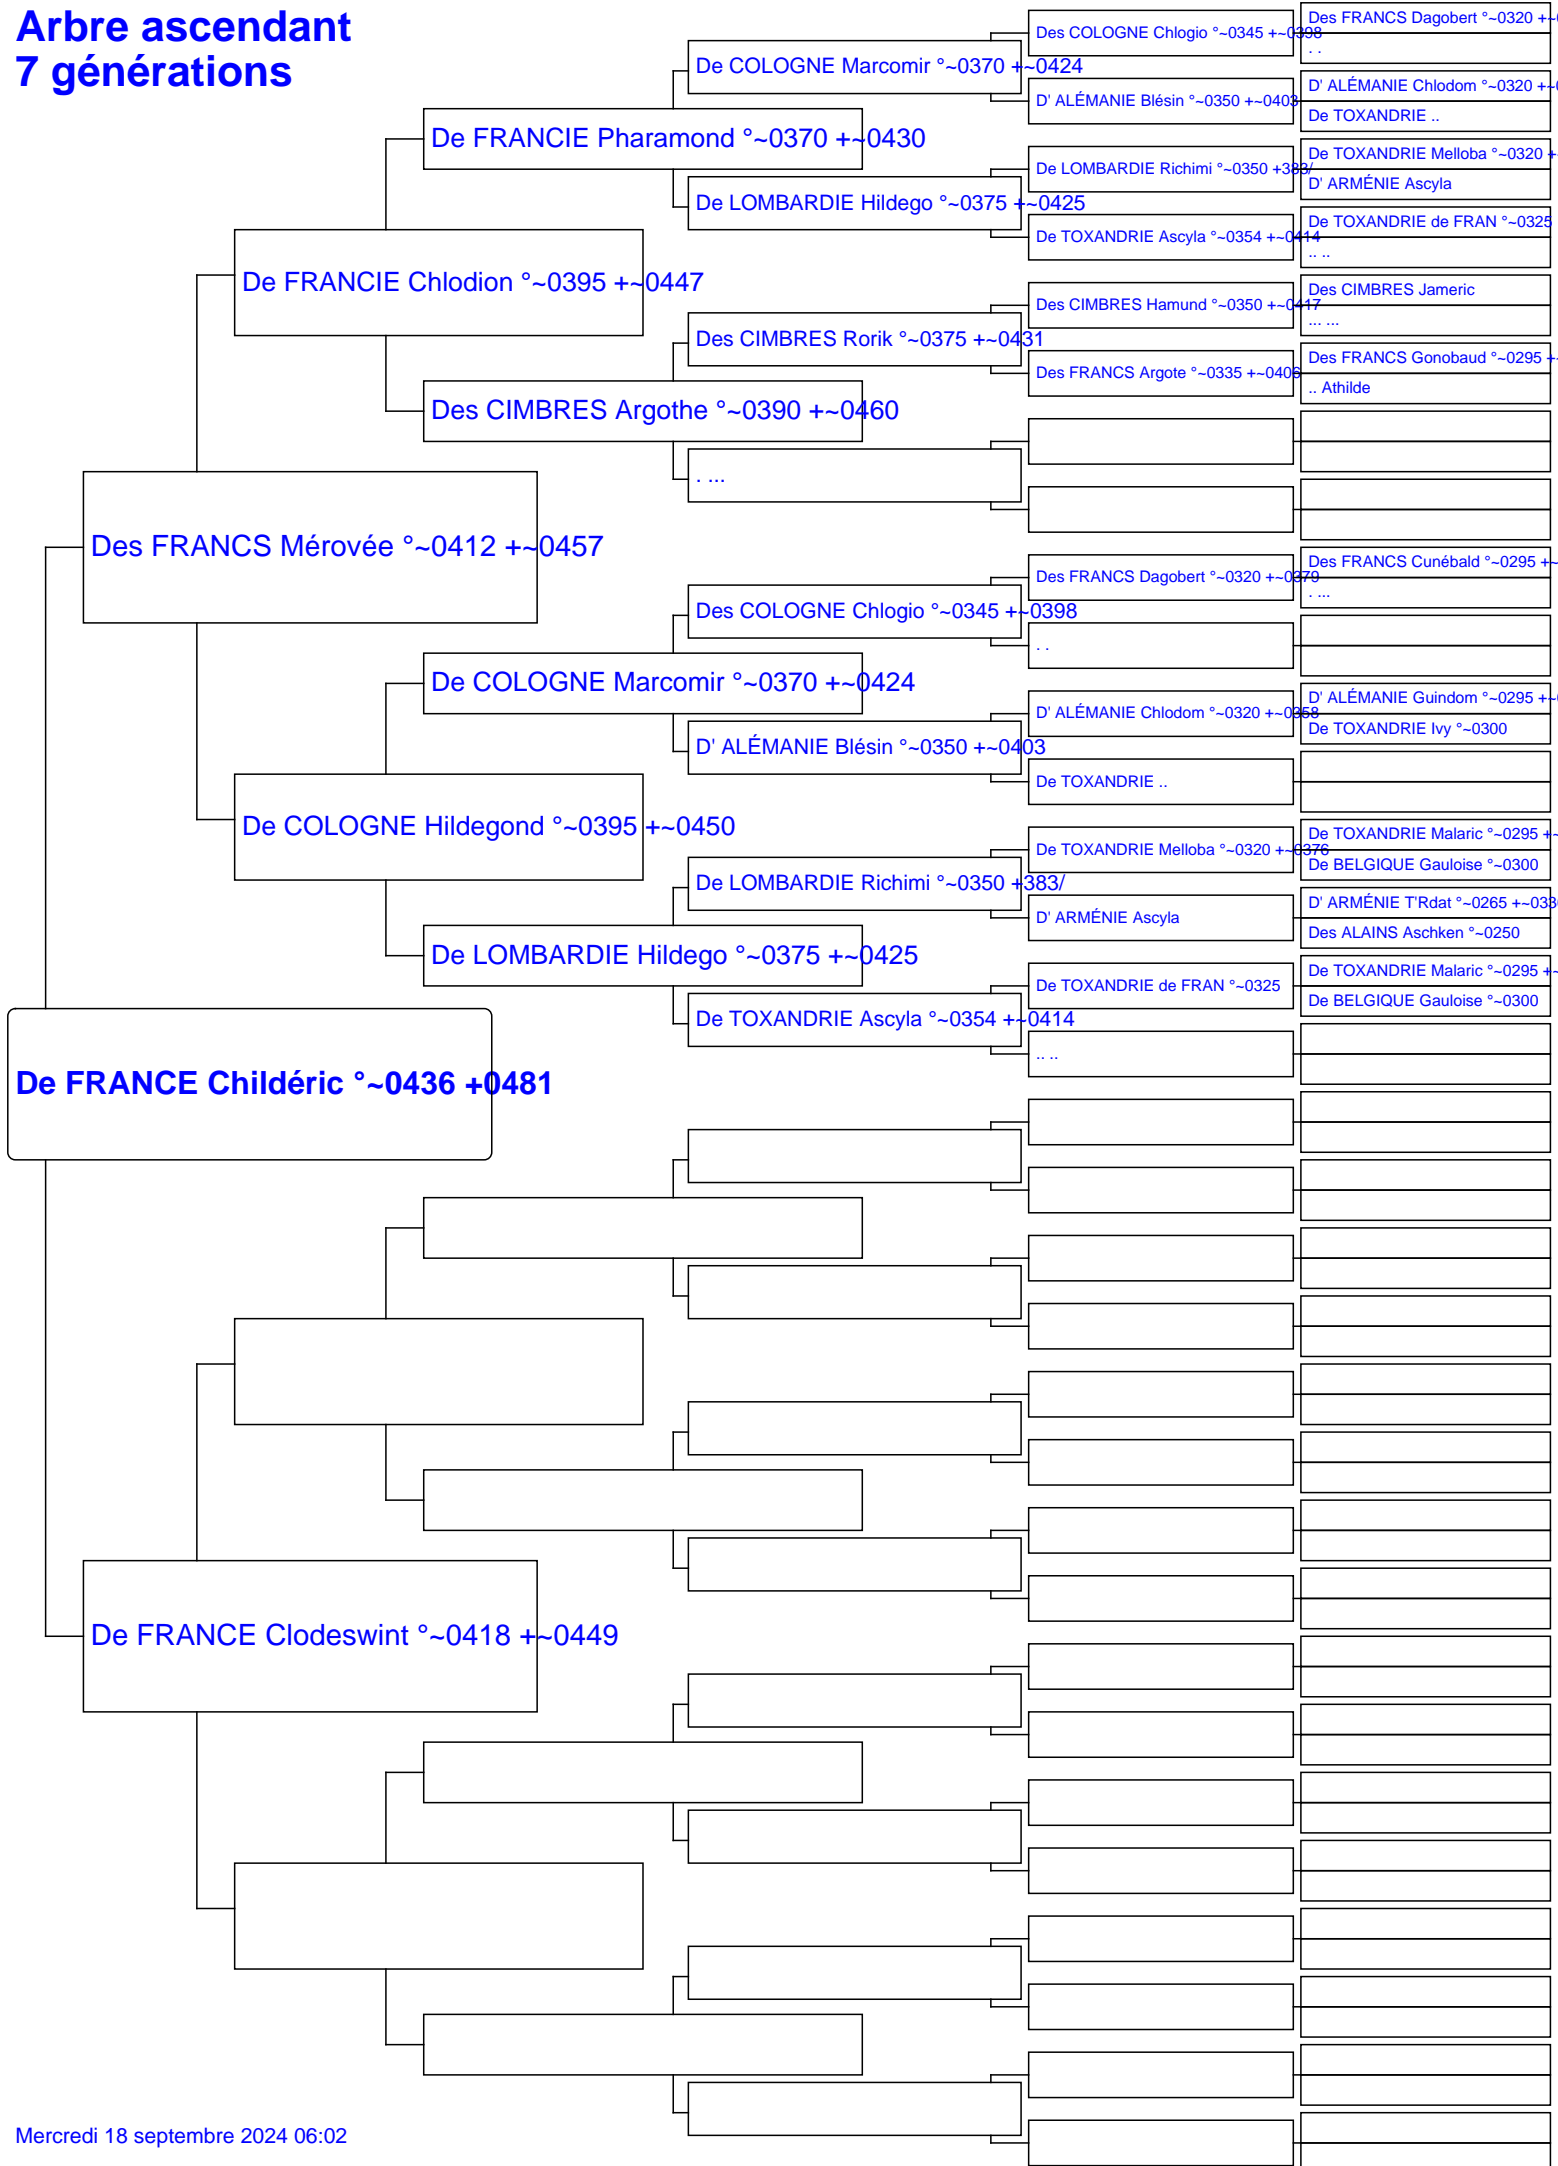 Arbre ascendant
7 générations
De FRANCE Childéric °~0436 +0481
Des FRANCS Mérovée °~0412 +~0457
De FRANCE Clodeswint °~0418 +~0449
De FRANCIE Chlodion °~0395 +~0447
De COLOGNE Hildegond °~0395 +~0450
De FRANCIE Pharamond °~0370 +~0430
Des CIMBRES Argothe °~0390 +~0460
De COLOGNE Marcomir °~0370 +~0424
De LOMBARDIE Hildego °~0375 +~0425
De COLOGNE Marcomir °~0370 +~0424
De LOMBARDIE Hildego °~0375 +~0425
Des CIMBRES Rorik °~0375 +~0431
. ...
Des COLOGNE Chlogio °~0345 +~0398
D' ALÉMANIE Blésin °~0350 +~0403
De LOMBARDIE Richimi °~0350 +383/
De TOXANDRIE Ascyla °~0354 +~0414
Des COLOGNE Chlogio °~0345 +~0398
D' ALÉMANIE Blésin °~0350 +~0403
De LOMBARDIE Richimi °~0350 +383/
De TOXANDRIE Ascyla °~0354 +~0414
Des CIMBRES Hamund °~0350 +~0417
Des FRANCS Argote °~0335 +~0406
Des FRANCS Dagobert °~0320 +~0379
. .
D' ALÉMANIE Chlodom °~0320 +~0358
De TOXANDRIE ..
De TOXANDRIE Melloba °~0320 +~0376
D' ARMÉNIE Ascyla
De TOXANDRIE de FRAN °~0325
.. ..
Des FRANCS Dagobert °~0320 +~0
. .
D' ALÉMANIE Chlodom °~0320 +~0
De TOXANDRIE ..
De TOXANDRIE Melloba °~0320 +
D' ARMÉNIE Ascyla
De TOXANDRIE de FRAN °~0325
.. ..
Des CIMBRES Jameric
... ...
Des FRANCS Gonobaud °~0295 +~
.. Athilde
Des FRANCS Cunébald °~0295 +~
. ...
D' ALÉMANIE Guindom °~0295 +~0
De TOXANDRIE Ivy °~0300
De TOXANDRIE Malaric °~0295 +~
De BELGIQUE Gauloise °~0300
D' ARMÉNIE T'Rdat °~0265 +~033
Des ALAINS Aschken °~0250
De TOXANDRIE Malaric °~0295 +~
De BELGIQUE Gauloise °~0300
Mercredi 18 septembre 2024 06:02